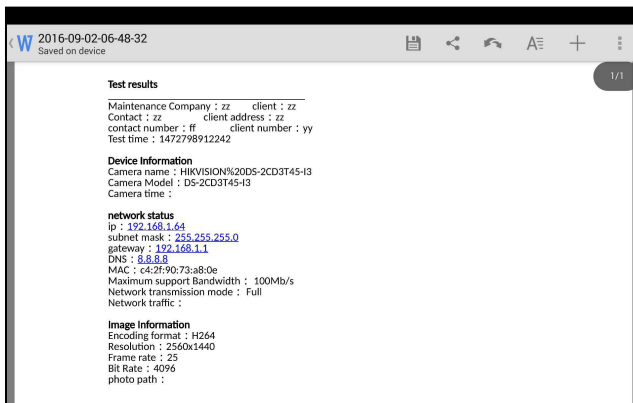 2016-09-02-06-48-32
Saved on device
1/1
Test results
Maintenance Company：zz client：zz
Contact：zz client address：zz
contact number：ff client number：yy
Test time：1472798912242
Device Information
Camera name：HIKVISION%20DS-2CD3T45-I3
Camera Model：DS-2CD3T45-I3
Camera time：
network status
ip：192.168.1.64
subnet mask：255.255.255.0
gateway：192.168.1.1
DNS：8.8.8.8
MAC：c4:2f:90:73:a8:0e
Maximum support Bandwidth： 100Mb/s
Network transmission mode： Full
Network traffic：
Image Information
Encoding format：H264
Resolution：2560x1440
Frame rate：25
Bit Rate：4096
photo path：